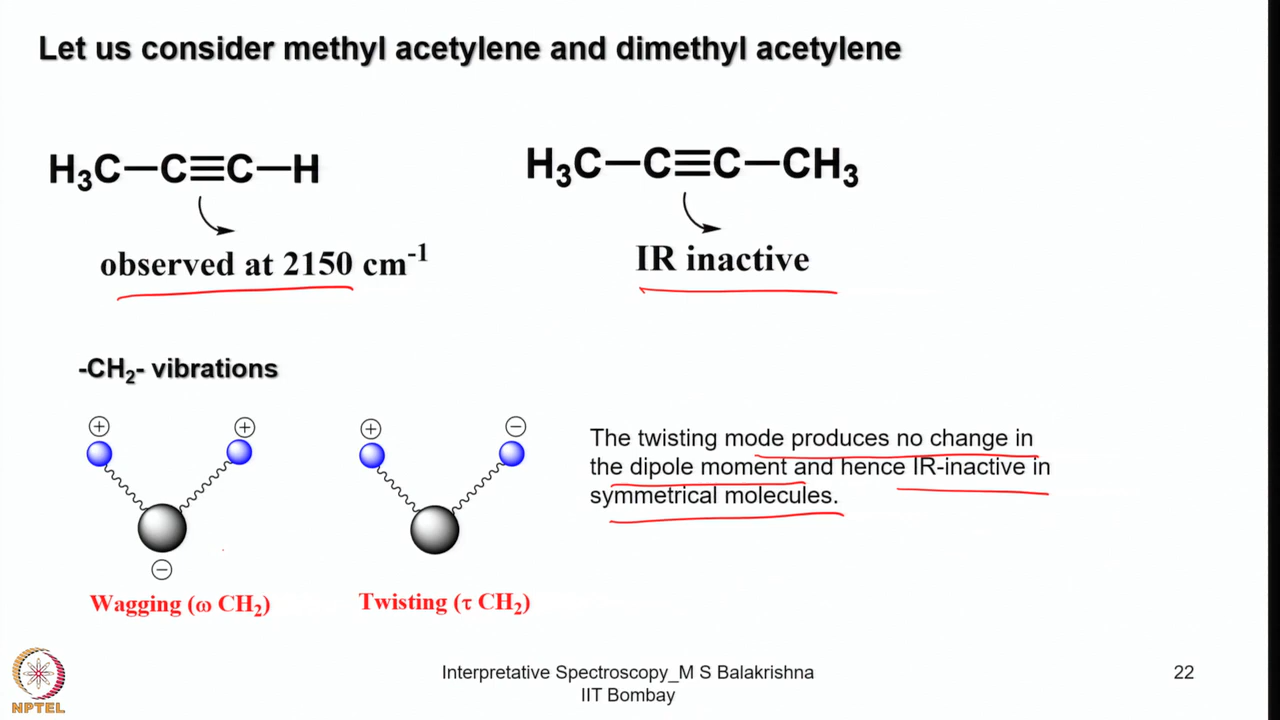 Let us consider methyl acetylene and dimethyl acetylene
H₃C—C≡C—H
H₃C—C≡C—CH₃
observed at 2150 cm⁻¹
IR inactive
-CH₂- vibrations
⊕ ⊕ ⊕ ⊖
The twisting mode produces no change in
the dipole moment and hence IR-inactive in
symmetrical molecules.
⊖
Wagging (ω CH₂)
Twisting (τ CH₂)
NPTEL
Interpretative Spectroscopy_M S Balakrishna
IIT Bombay
22